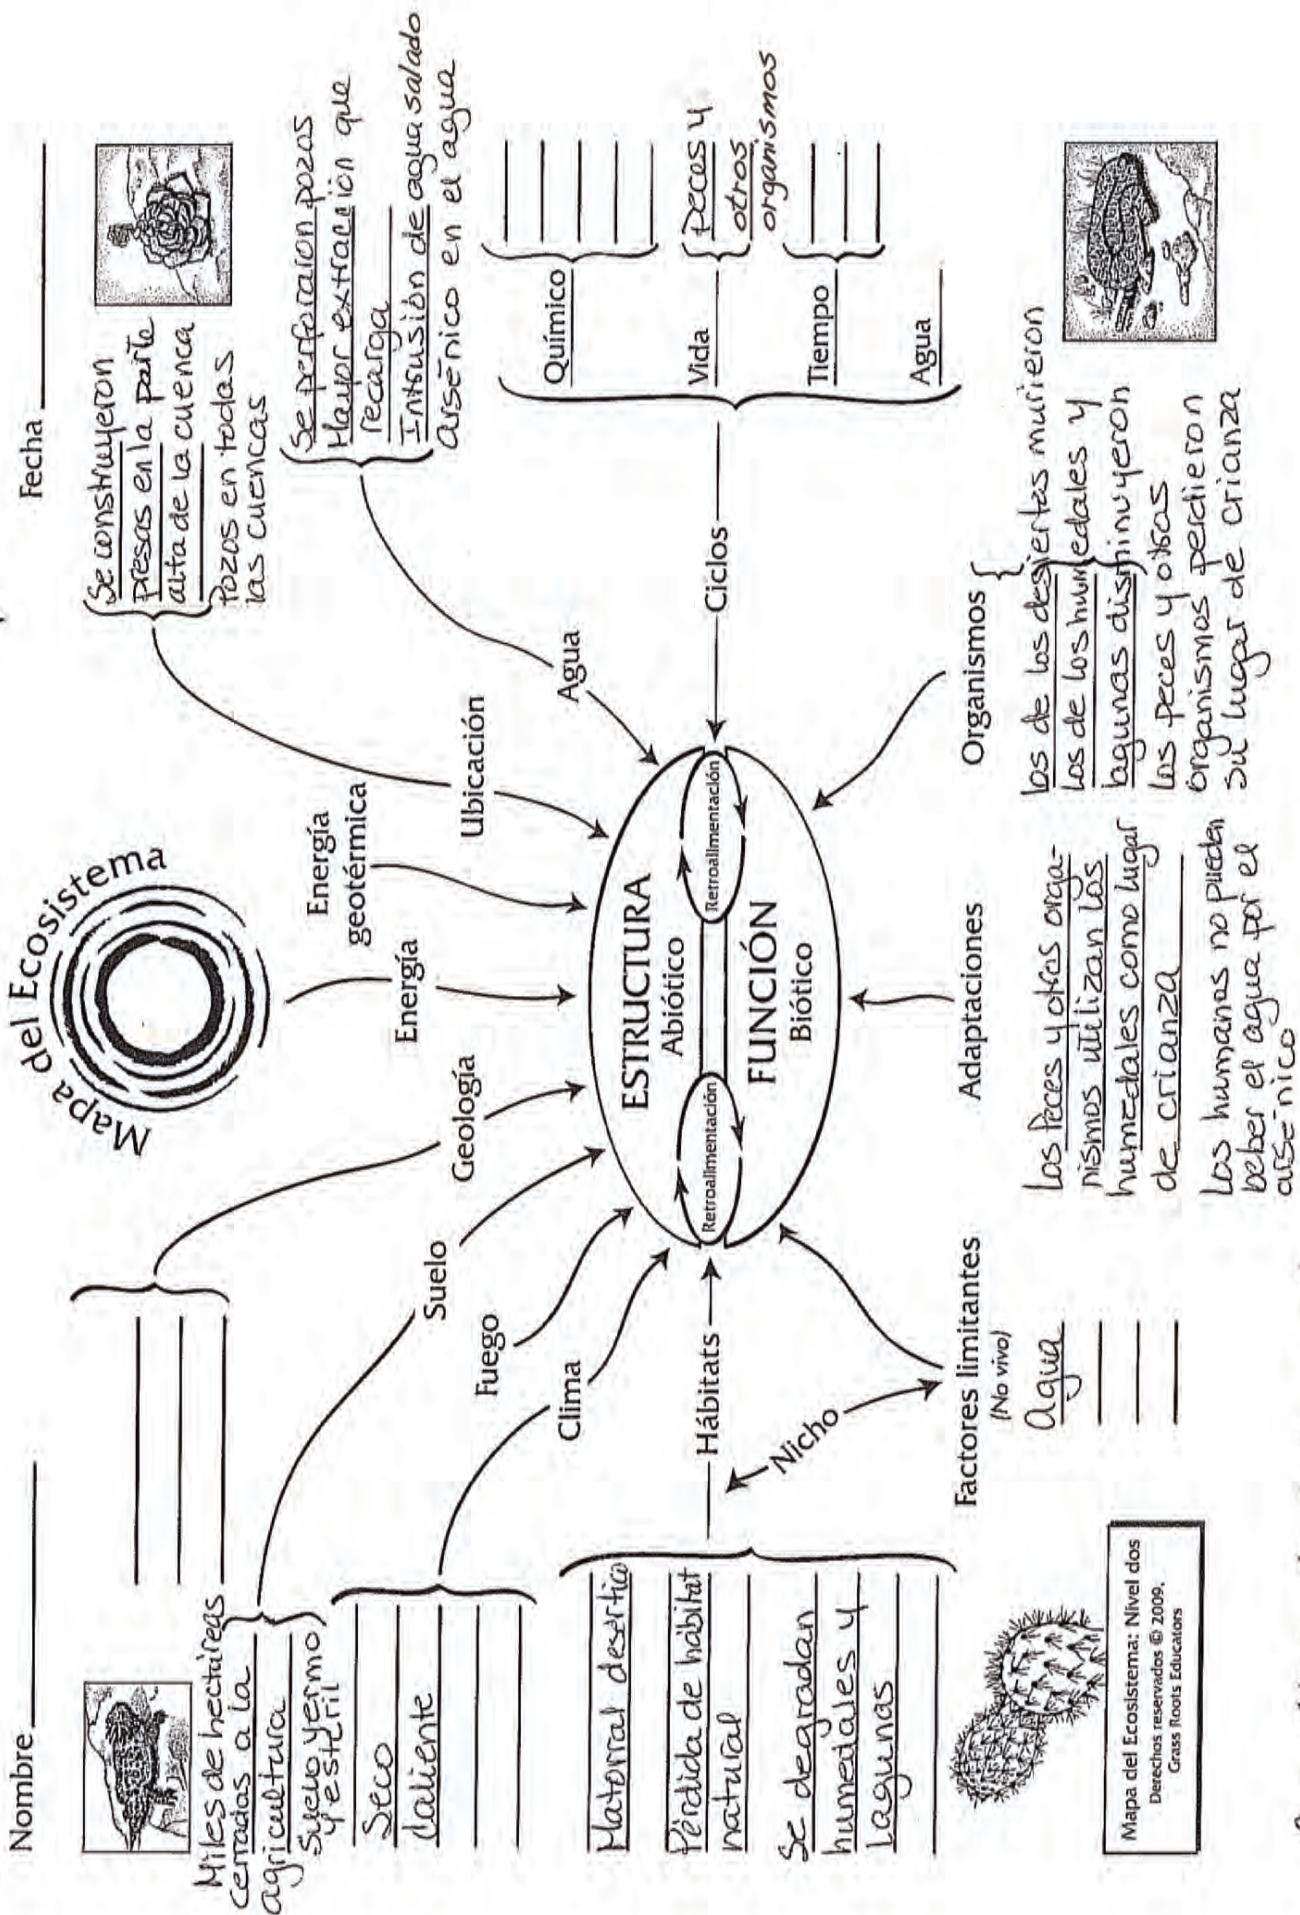 Nombre
Fecha
Mapa del Ecosistema
Miles de hectáreas
cerradas a la
agricultura
Suelo yermo
y estéril
Seco
Caliente
Matorral desértico
Pérdida de hábitat
natural
Se degradan
humedales y
lagunas
Geología
Suelo
Fuego
Clima
Hábitats
Nicho
Energía
Energía
geotérmica
Ubicación
Se construyeron
presas en la parte
alta de la cuenca
Pozos en todas
las cuencas
Agua
Se perforaron pozos
Mayor extracción que
recarga
Intrusión de agua salado
arsénico en el agua
Ciclos
Químico
Vida
peces y
otros
organismos
Tiempo
Agua
ESTRUCTURA
Abiótico
Retroalimentación
Retroalimentación
FUNCIÓN
Biótico
Factores limitantes
(No vivo)
agua
Adaptaciones
Los Peces y otros orga-
nismos utilizan los
humedales como lugar
de crianza
Los humanos no pueden
beber el agua por el
arsénico
Organismos
Los de los desiertos murieron
Los de los humedales y
lagunas disminuyeron
Los peces y otros
organismos perdieron
su lugar de crianza
Mapa del Ecosistema: Nivel dos
Derechos reservados © 2009.
Grass Roots Educators